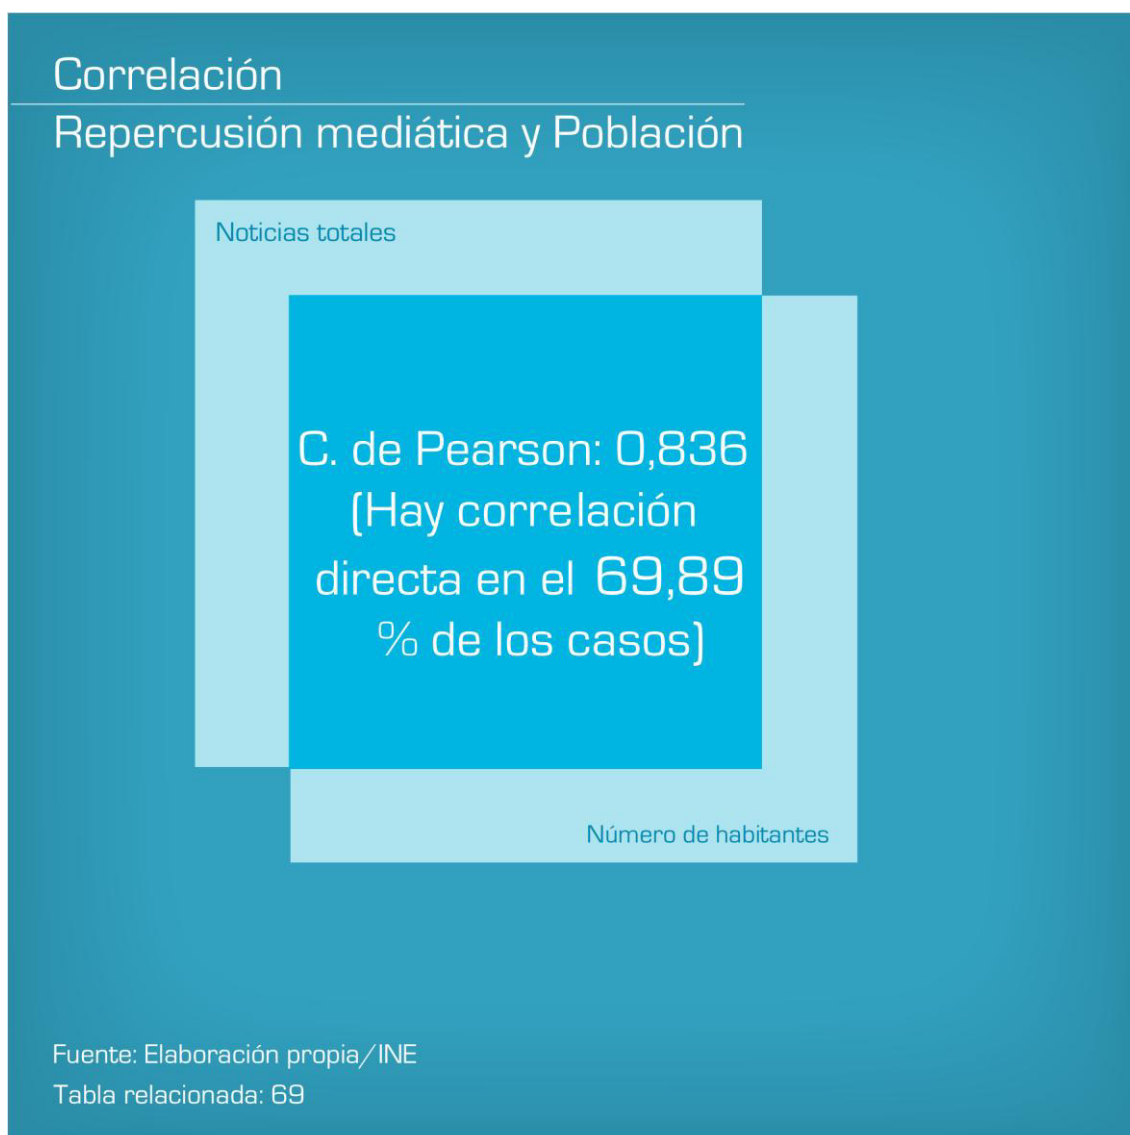 Correlación
Repercusión mediática y Población
Noticias totales
C. de Pearson: 0,836
(Hay correlación
directa en el 69,89
% de los casos)
Número de habitantes
Fuente: Elaboración propia/INE
Tabla relacionada: 69